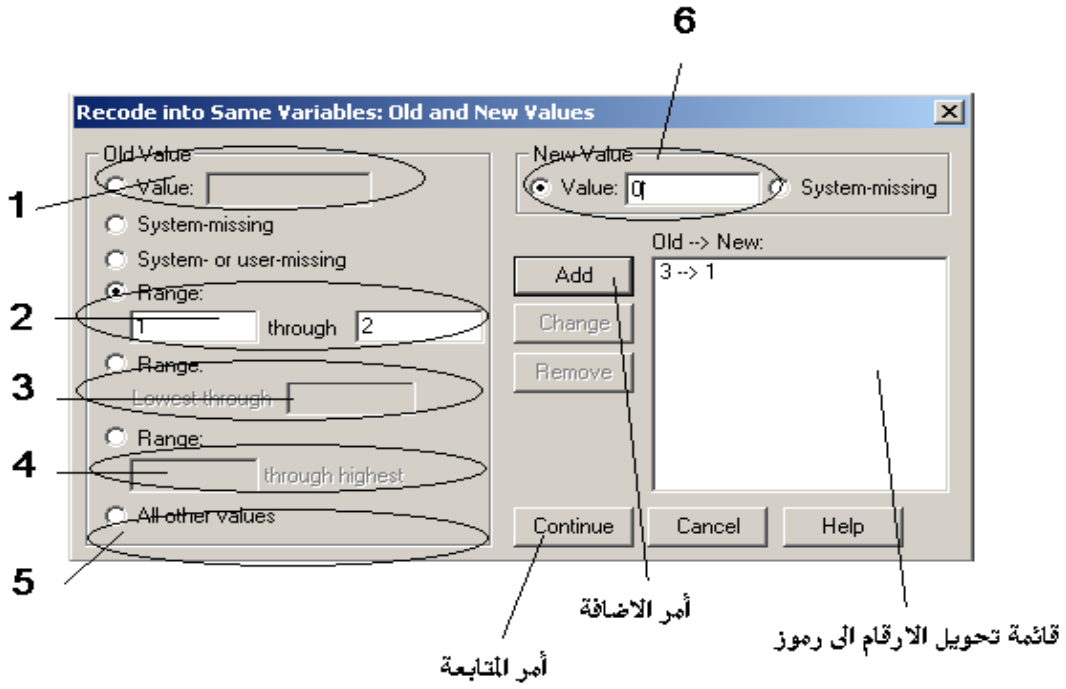 6
Recode into Same Variables: Old and New Values
Old Value
1
Value:
System-missing
System- or user-missing
Range:
2
1 through 2
Range:
3
Lowest through
Range:
4
through highest
All other values
5
New Value
Value: 0
System-missing
Old --> New:
3 --> 1
Add
Change
Remove
Continue
Cancel
Help
أمر الاضافة
قائمة تحويل الارقام الى رموز
أمر المتابعة